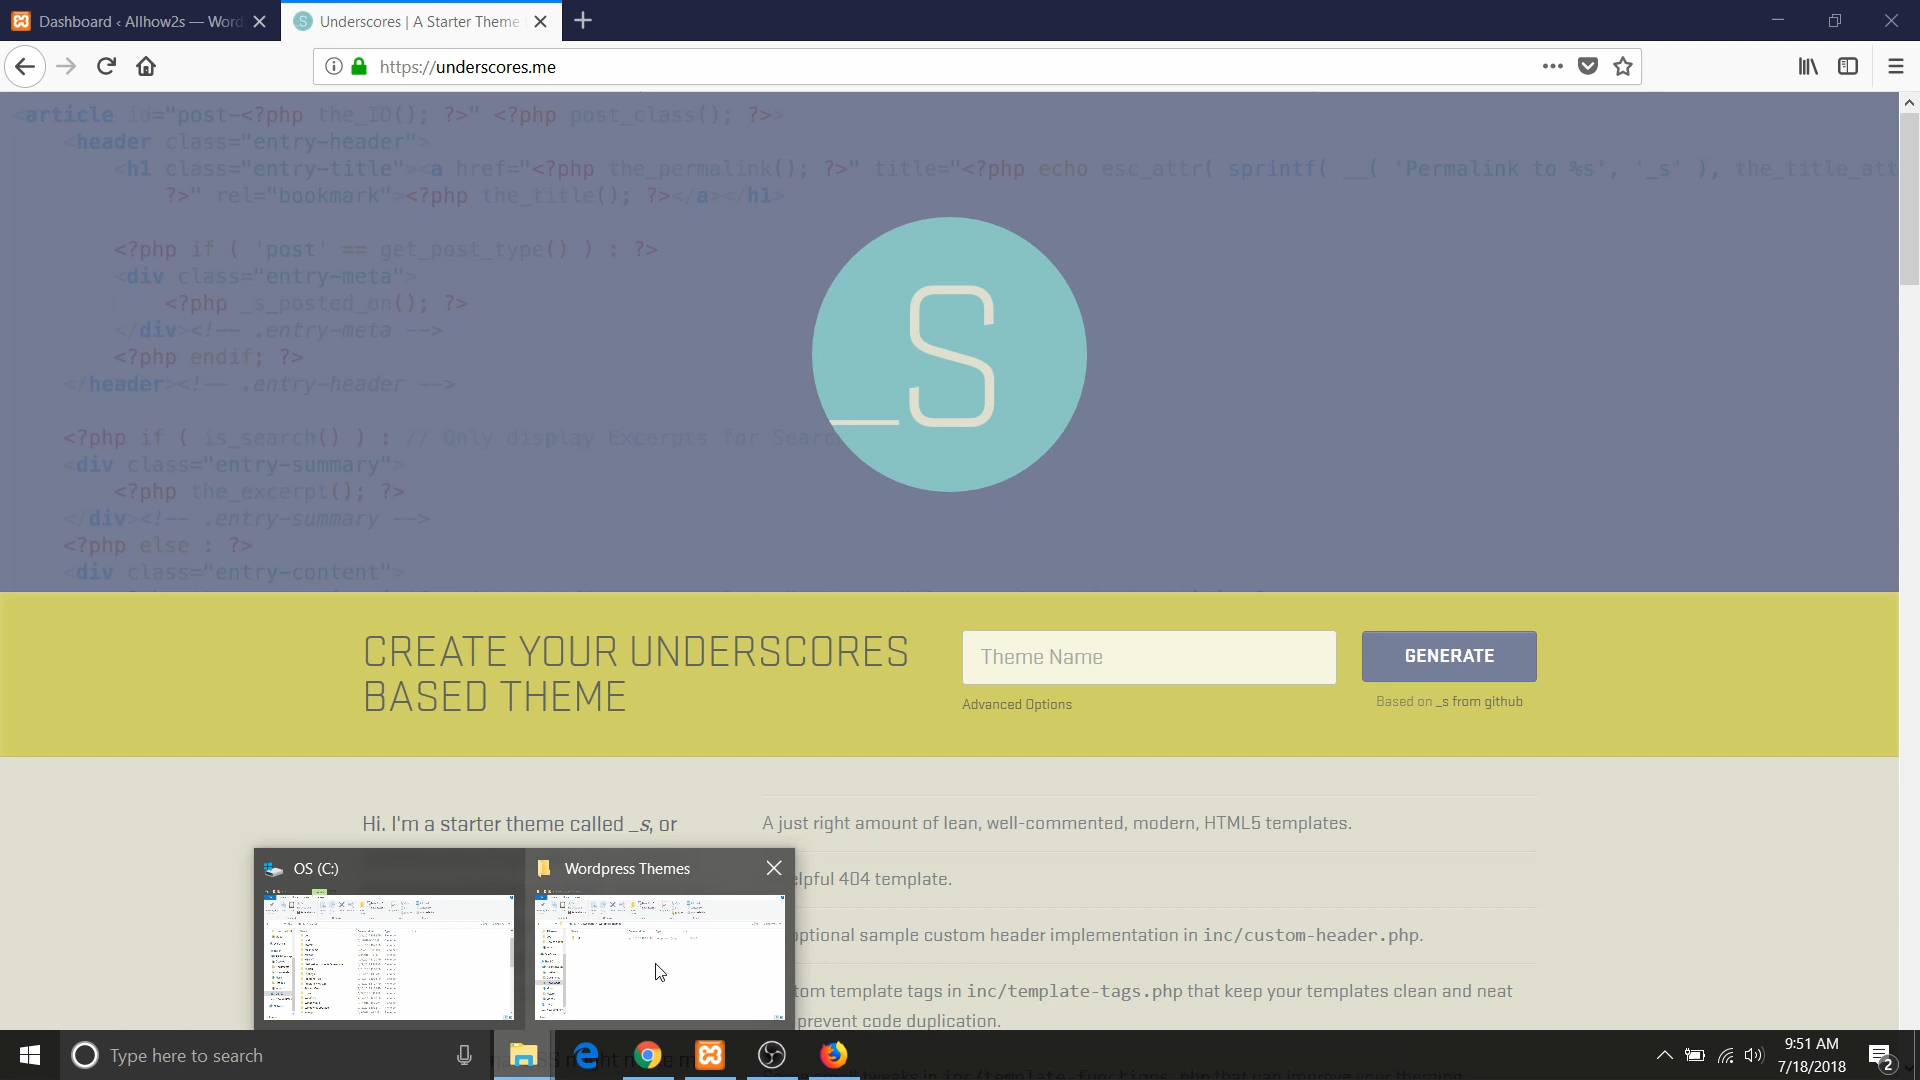 Dashboard ‹ Allhow2s — Word
Underscores | A Starter Theme
https://underscores.me
<article id="post-<?php the_ID(); ?>" <?php post_class(); ?>>
<header class="entry-header">
<h1 class="entry-title"><a href="<?php the_permalink(); ?>" title="<?php echo esc_attr( sprintf( __( 'Permalink to %s', '_s' ), the_title_att
?>" rel="bookmark"><?php the_title(); ?></a></h1>
<?php if ( 'post' == get_post_type() ) : ?>
<div class="entry-meta">
<?php _s_posted_on(); ?>
</div><!-- .entry-meta -->
<?php endif; ?>
</header><!-- .entry-header -->
<?php if ( is_search() ) : // Only display Excerpts for Searc
<div class="entry-summary">
<?php the_excerpt(); ?>
</div><!-- .entry-summary -->
<?php else : ?>
<div class="entry-content">
_S
CREATE YOUR UNDERSCORES
BASED THEME
Theme Name
GENERATE
Advanced Options
Based on _s from github
Hi. I'm a starter theme called _s, or
A just right amount of lean, well-commented, modern, HTML5 templates.
lpful 404 template.
optional sample custom header implementation in inc/custom-header.php.
tom template tags in inc/template-tags.php that keep your templates clean and neat
prevent code duplication.
OS (C:)
Wordpress Themes
Type here to search
9:51 AM
7/18/2018
2